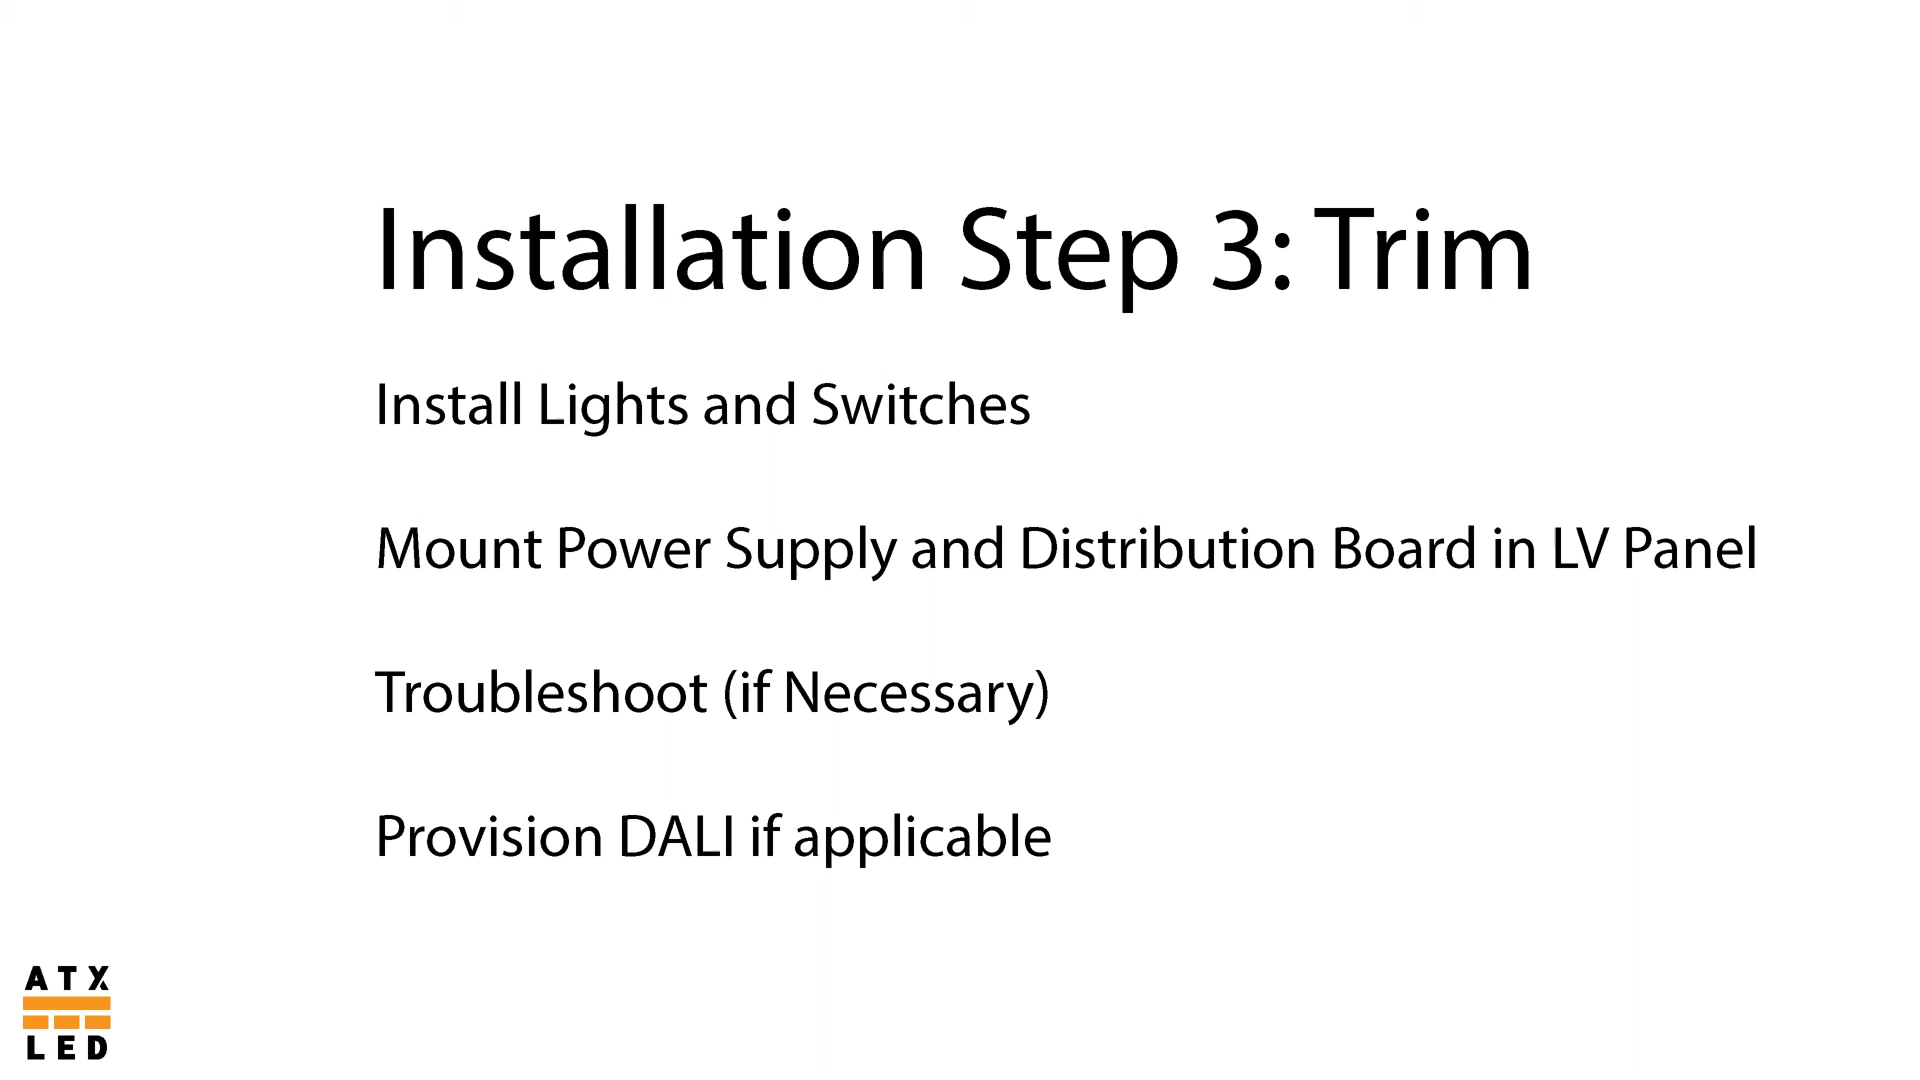 Installation Step 3: Trim
Install Lights and Switches
Mount Power Supply and Distribution Board in LV Panel
Troubleshoot (if Necessary)
Provision DALI if applicable
ATX
LED